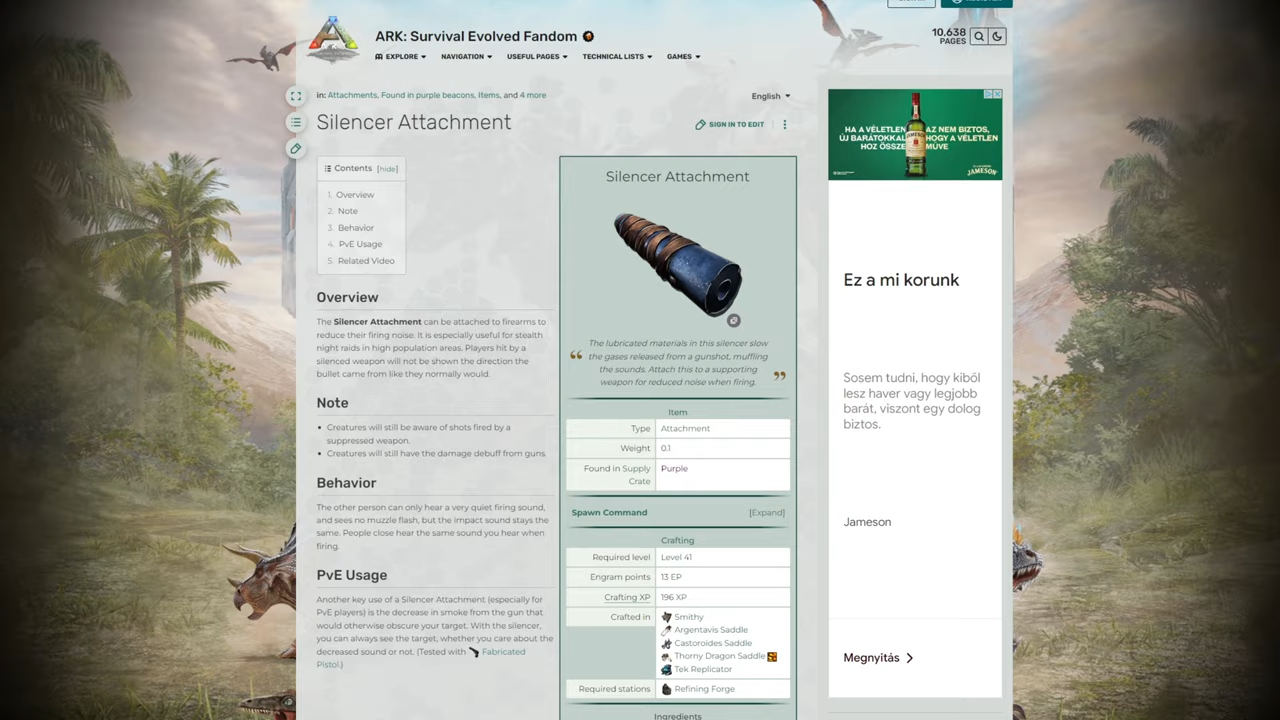 10,638
PAGES
ARK: Survival Evolved Fandom
EXPLORE
NAVIGATION
USEFUL PAGES
TECHNICAL LISTS
GAMES
in: Attachments, Found in purple beacons, Items, and 4 more
English
Silencer Attachment
SIGN IN TO EDIT
Contents [hide]
1. Overview
2. Note
3. Behavior
4. PvE Usage
5. Related Video
Overview
The Silencer Attachment can be attached to firearms to
reduce their firing noise. It is especially useful for stealth
night raids in high population areas. Players hit by a
silenced weapon will not be shown the direction the
bullet came from like they normally would.
Note
Creatures will still be aware of shots fired by a
suppressed weapon.
Creatures will still have the damage debuff from guns.
Behavior
The other person can only hear a very quiet firing sound,
and sees no muzzle flash, but the impact sound stays the
same. People close hear the same sound you hear when
firing.
PvE Usage
Another key use of a Silencer Attachment (especially for
PvP players) is the decrease in smoke from the gun that
would otherwise obscure your target. With the silencer,
you can always see the target, whether you care about the
decreased sound or not. (Tested with Fabricated
Pistol.)
Silencer Attachment
The lubricated materials in this silencer slow
the gases released from a gunshot, muffling
the sounds. Attach this to a supporting
weapon for reduced noise when firing.
Item
Type Attachment
Weight 0.1
Found in Supply Purple
Crate
Spawn Command [Expand]
Crafting
Required level Level 41
Engram points 13 EP
Crafting XP 196 XP
Crafted in Smithy
Argentavis Saddle
Castoroides Saddle
Thorny Dragon Saddle
Tek Replicator
Required stations Refining Forge
Ingredients
HA A VÉLETLEN AZ NEM BIZTOS,
ÚJ BARÁTOKKAL HOGY A VÉLETLEN
HOZ ÖSSZE MŰVE
JAMESON
Ez a mi korunk
Sosem tudni, hogy kiből
lesz haver vagy legjobb
barát, viszont egy dolog
biztos.
Jameson
Megnyitás